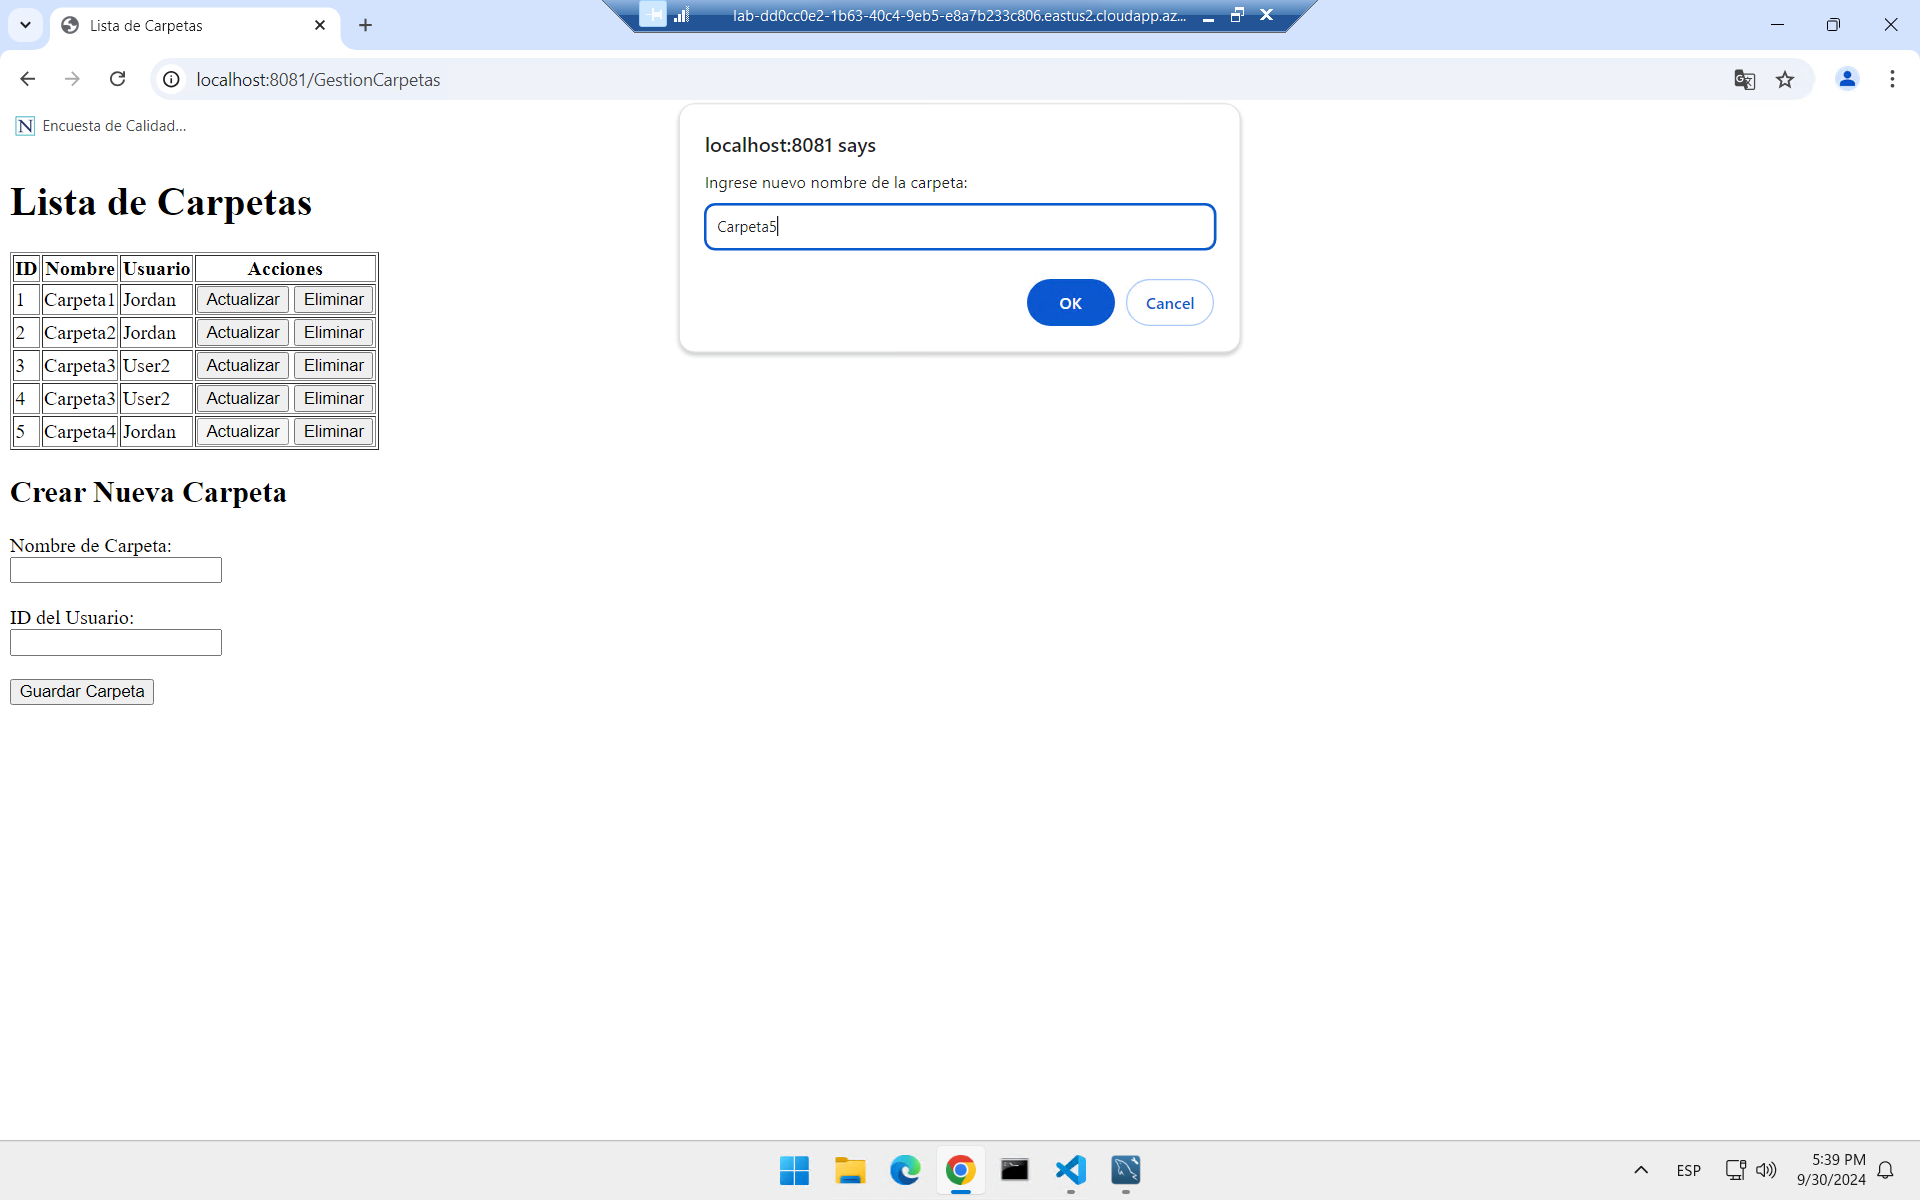 Lista de Carpetas
lab-dd0cc0e2-1b63-40c4-9eb5-e8a7b233c806.eastus2.cloudapp.az...
localhost:8081/GestionCarpetas
Encuesta de Calidad...
localhost:8081 says
Ingrese nuevo nombre de la carpeta:
Carpeta5
OK Cancel
Lista de Carpetas
ID Nombre Usuario Acciones
1 Carpeta1 Jordan Actualizar Eliminar
2 Carpeta2 Jordan Actualizar Eliminar
3 Carpeta3 User2 Actualizar Eliminar
4 Carpeta3 User2 Actualizar Eliminar
5 Carpeta4 Jordan Actualizar Eliminar
Crear Nueva Carpeta
Nombre de Carpeta:
ID del Usuario:
Guardar Carpeta
ESP
5:39 PM
9/30/2024